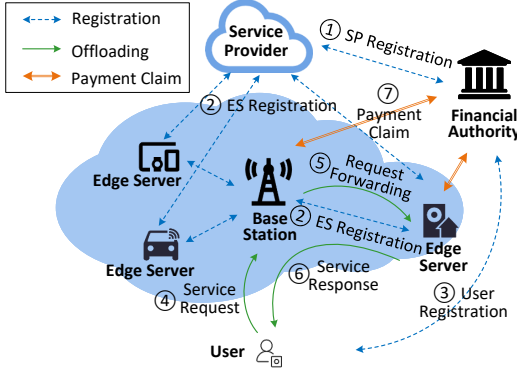 Registration
Offloading
Payment Claim
Service
Provider
① SP Registration
Financial
Authority
② ES Registration
⑦
Payment
Claim
Edge Server
⑤ Request
Forwarding
Base
Station
② ES Registration
Edge
Server
Edge Server
④ Service
Request
⑥ Service
Response
③ User
Registration
User